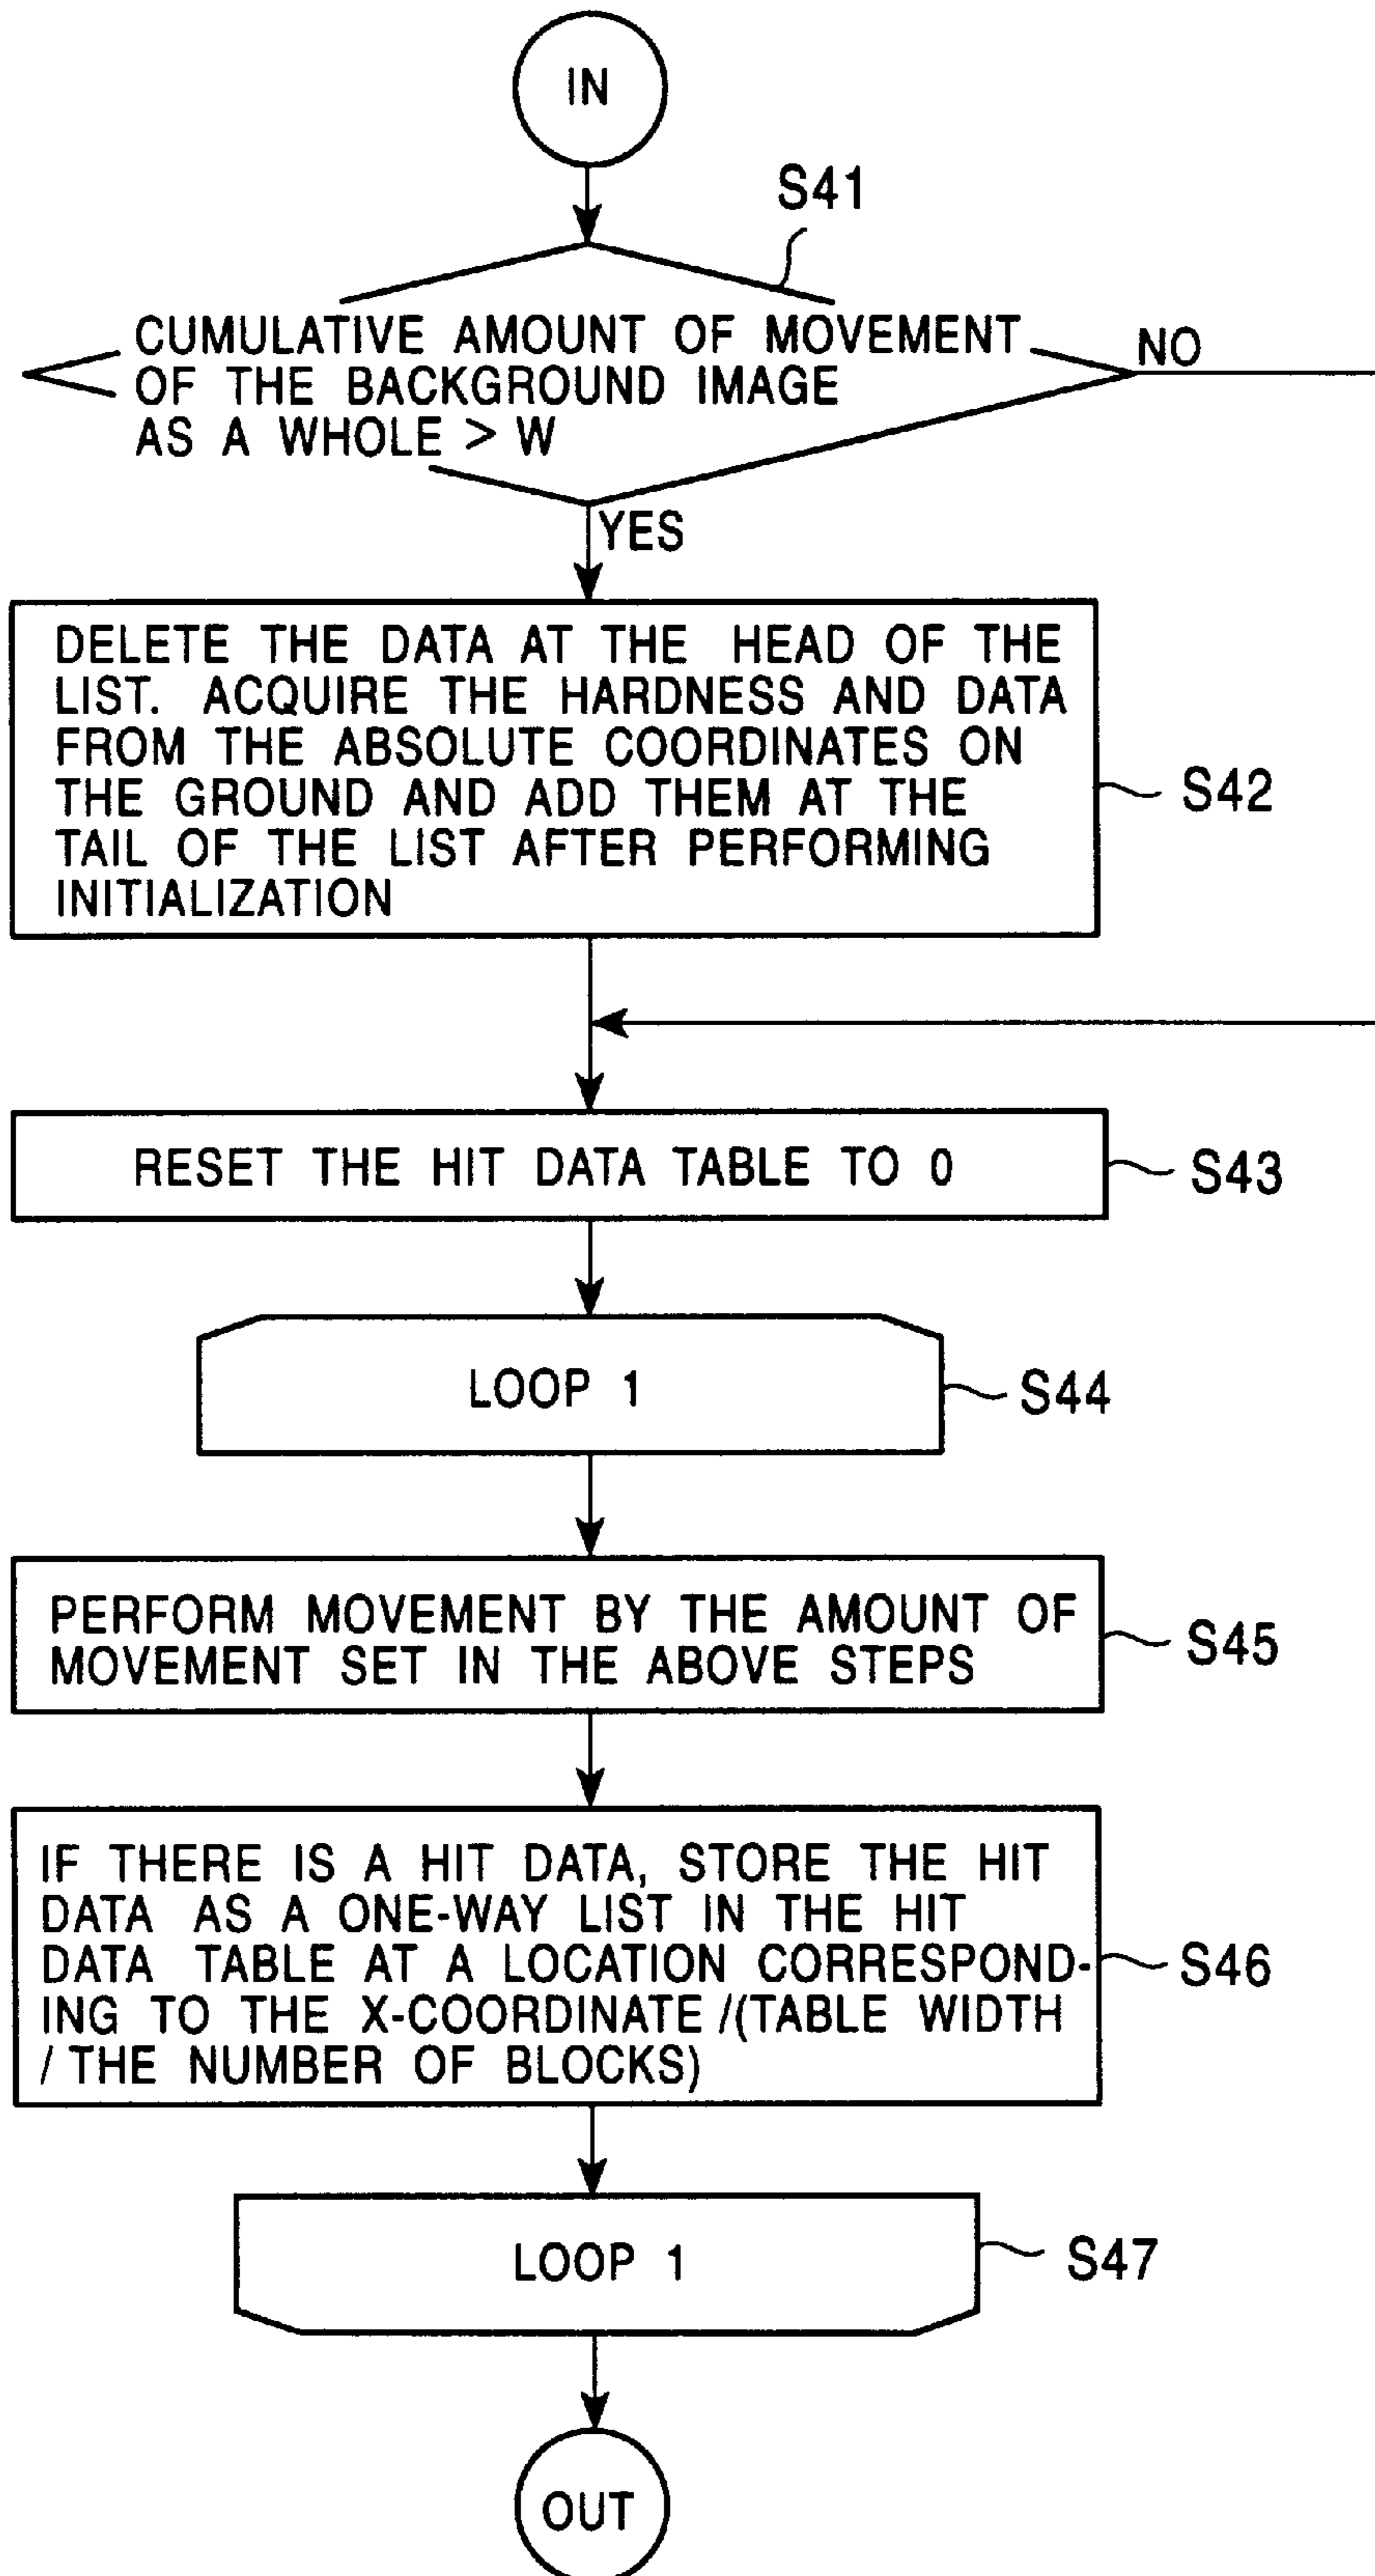 IN
S41
CUMULATIVE AMOUNT OF MOVEMENT
OF THE BACKGROUND IMAGE
AS A WHOLE > W
NO
YES
DELETE THE DATA AT THE HEAD OF THE
LIST. ACQUIRE THE HARDNESS AND DATA
FROM THE ABSOLUTE COORDINATES ON
THE GROUND AND ADD THEM AT THE
TAIL OF THE LIST AFTER PERFORMING
INITIALIZATION
S42
RESET THE HIT DATA TABLE TO 0
S43
LOOP 1
S44
PERFORM MOVEMENT BY THE AMOUNT OF
MOVEMENT SET IN THE ABOVE STEPS
S45
IF THERE IS A HIT DATA, STORE THE HIT
DATA AS A ONE-WAY LIST IN THE HIT
DATA TABLE AT A LOCATION CORRESPOND-
ING TO THE X-COORDINATE /(TABLE WIDTH
/ THE NUMBER OF BLOCKS)
S46
LOOP 1
S47
OUT